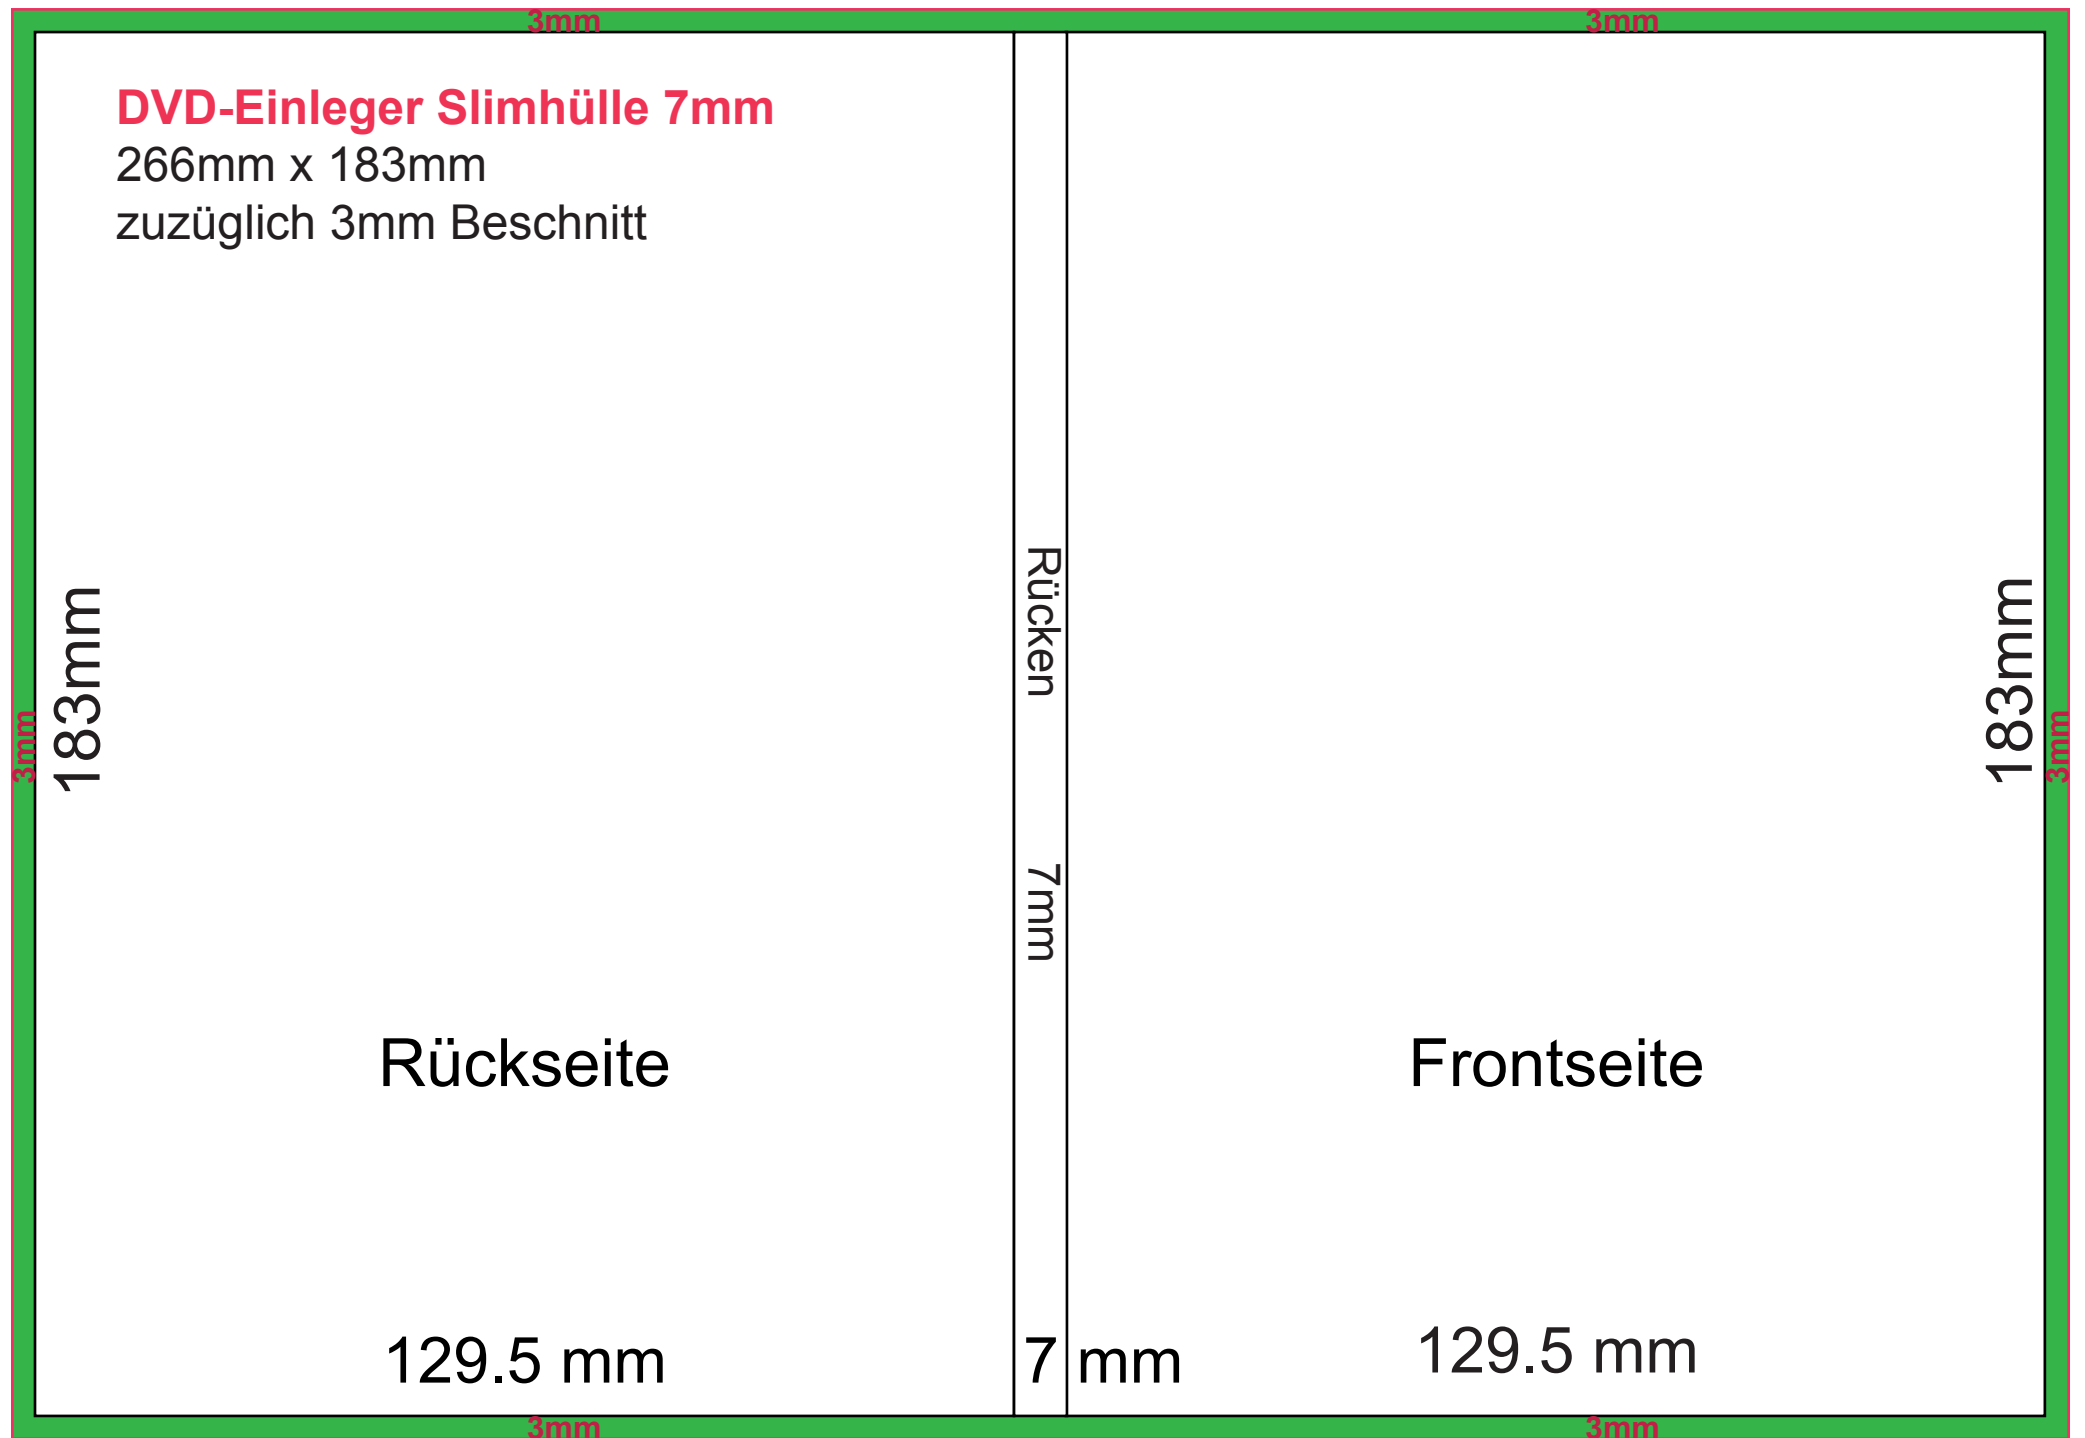 3mm
3mm
DVD-Einleger Slimhülle 7mm
266mm x 183mm
zuzüglich 3mm Beschnitt
3mm
183mm
Rücken
7mm
183mm
3mm
Rückseite
Frontseite
129.5 mm
7 mm
129.5 mm
3mm
3mm